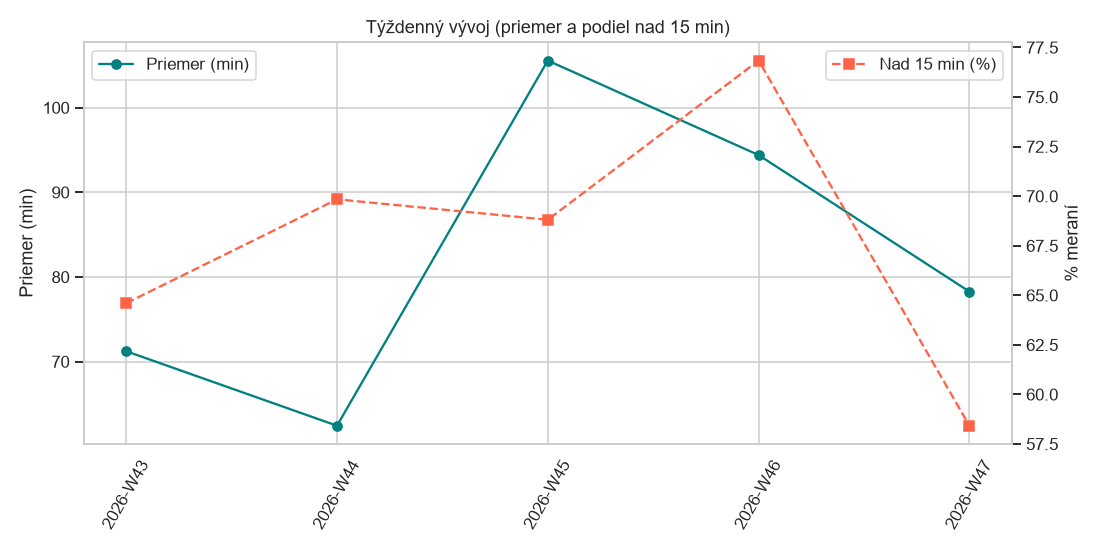 Týždenný vývoj (priemer a podiel nad 15 min)
Priemer (min)
Nad 15 min (%)
Priemer (min)
100
90
80
70
% meraní
77.5
75.0
72.5
70.0
67.5
65.0
62.5
60.0
57.5
2026-W43
2026-W44
2026-W45
2026-W46
2026-W47